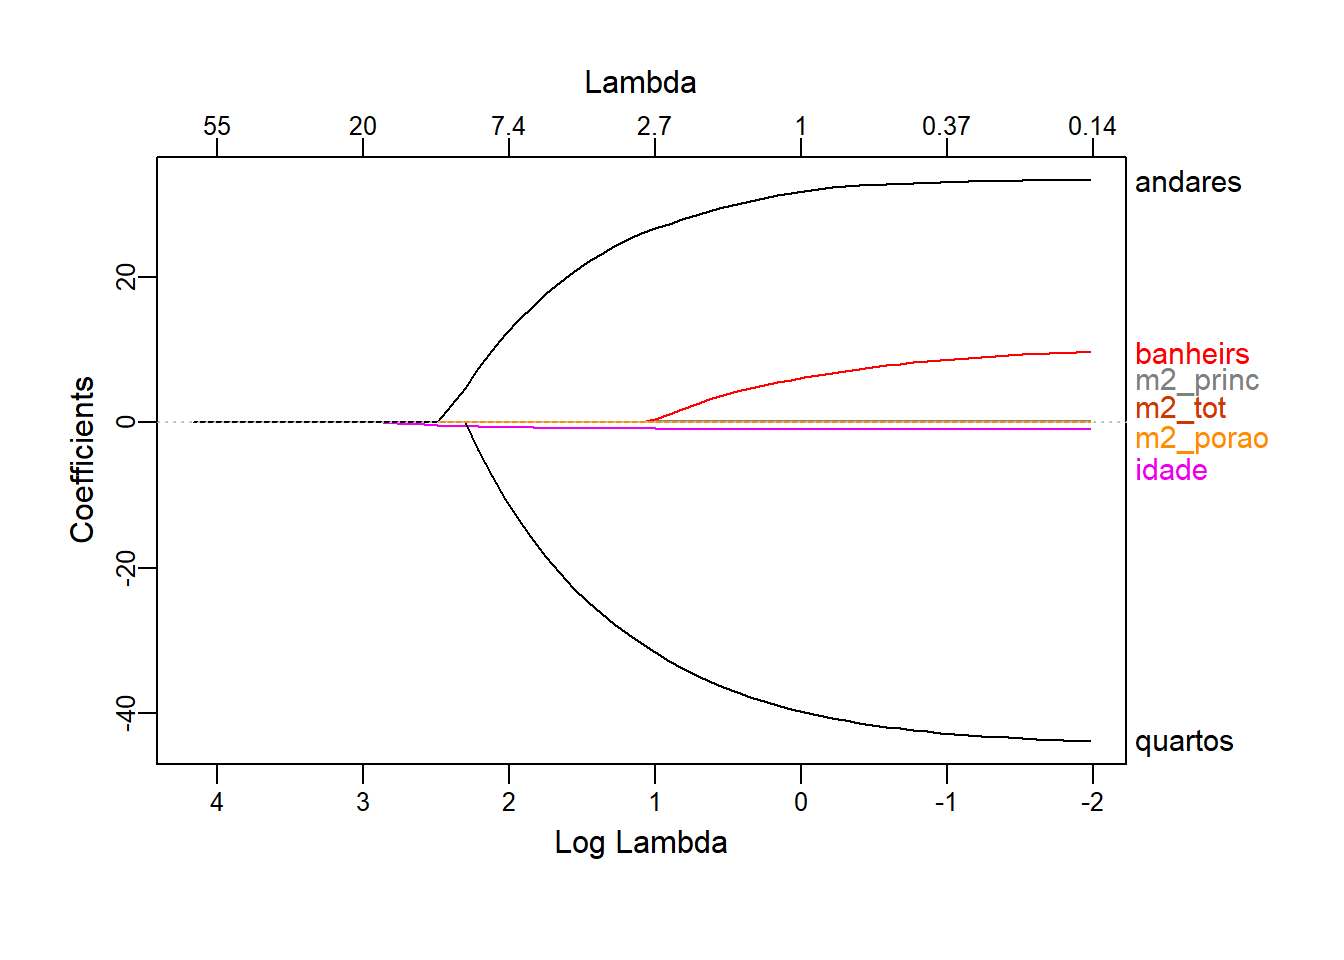 Lambda
55 20 7.4 2.7 1 0.37 0.14
andares
20
banheirs
m2_princ
m2_tot
0
m2_porao
idade
Coefficients
-20
-40
quartos
4 3 2 1 0 -1 -2
Log Lambda